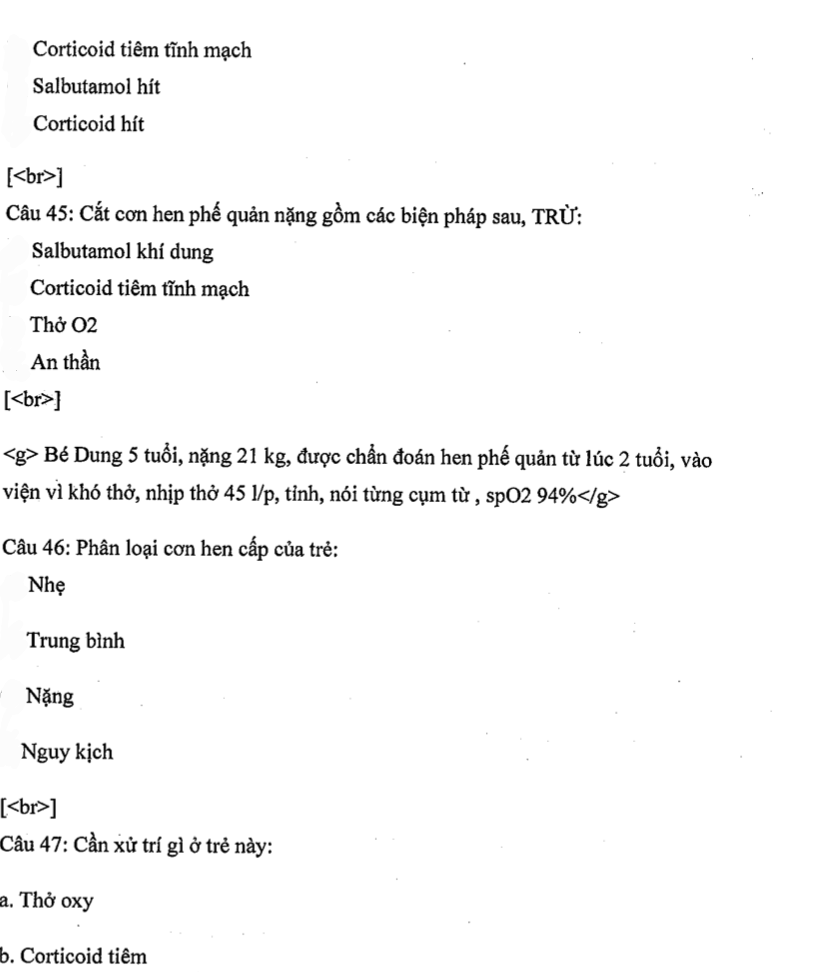 Corticoid tiêm tĩnh mạch
Salbutamol hít
Corticoid hít
[<br>]
Câu 45: Cắt cơn hen phế quản nặng gồm các biện pháp sau, TRỪ:
Salbutamol khí dung
Corticoid tiêm tĩnh mạch
Thở O2
An thần
[<br>]
<g> Bé Dung 5 tuổi, nặng 21 kg, được chẩn đoán hen phế quản từ lúc 2 tuổi, vào
viện vì khó thở, nhịp thở 45 l/p, tỉnh, nói từng cụm từ , spO2 94%</g>
Câu 46: Phân loại cơn hen cấp của trẻ:
Nhẹ
Trung bình
Nặng
Nguy kịch
[<br>]
Câu 47: Cần xử trí gì ở trẻ này:
a. Thở oxy
b. Corticoid tiêm